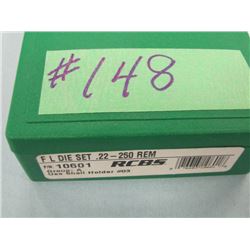 #148
F L DIE SET .22-250 REM
P/N 10601 RCBS
Group: A
Use Shell Holder #03